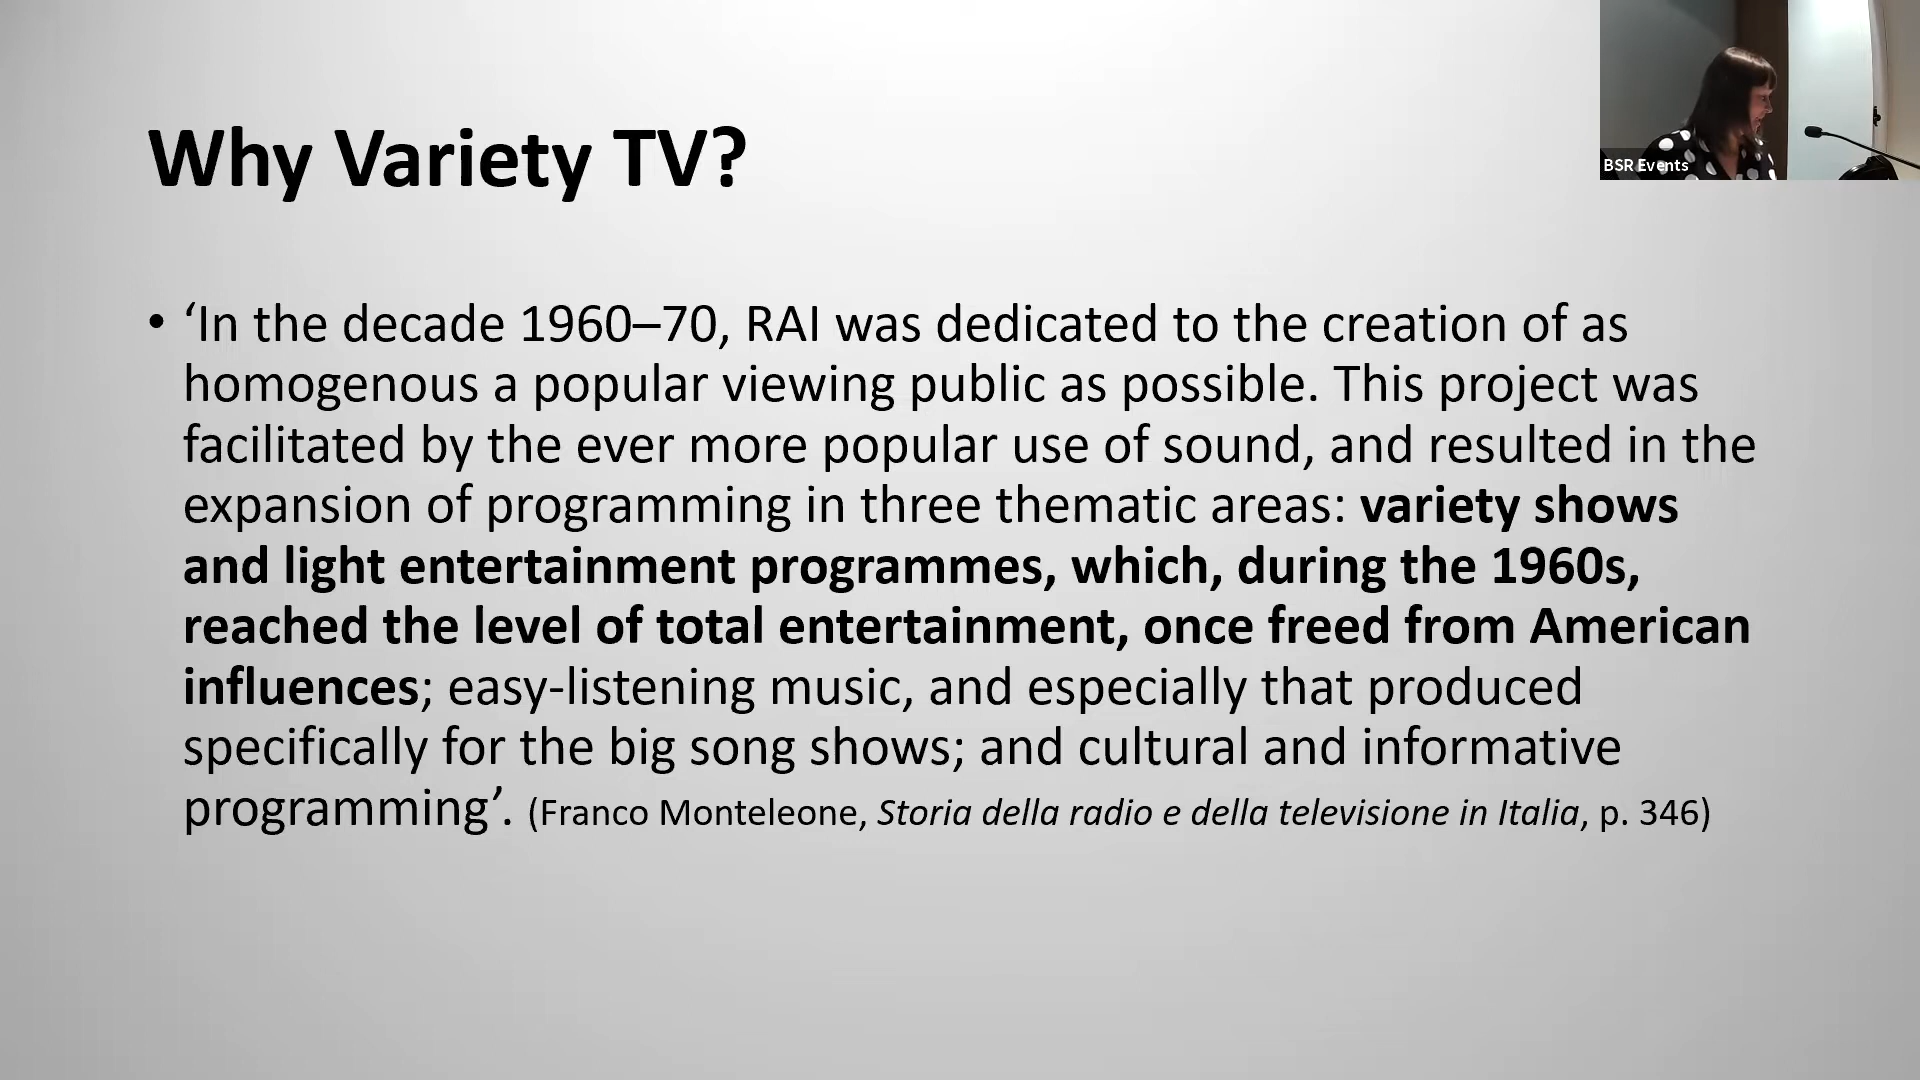 Why Variety TV?
BSR Events
• ‘In the decade 1960–70, RAI was dedicated to the creation of as
homogenous a popular viewing public as possible. This project was
facilitated by the ever more popular use of sound, and resulted in the
expansion of programming in three thematic areas: variety shows
and light entertainment programmes, which, during the 1960s,
reached the level of total entertainment, once freed from American
influences; easy-listening music, and especially that produced
specifically for the big song shows; and cultural and informative
programming’. (Franco Monteleone, Storia della radio e della televisione in Italia, p. 346)